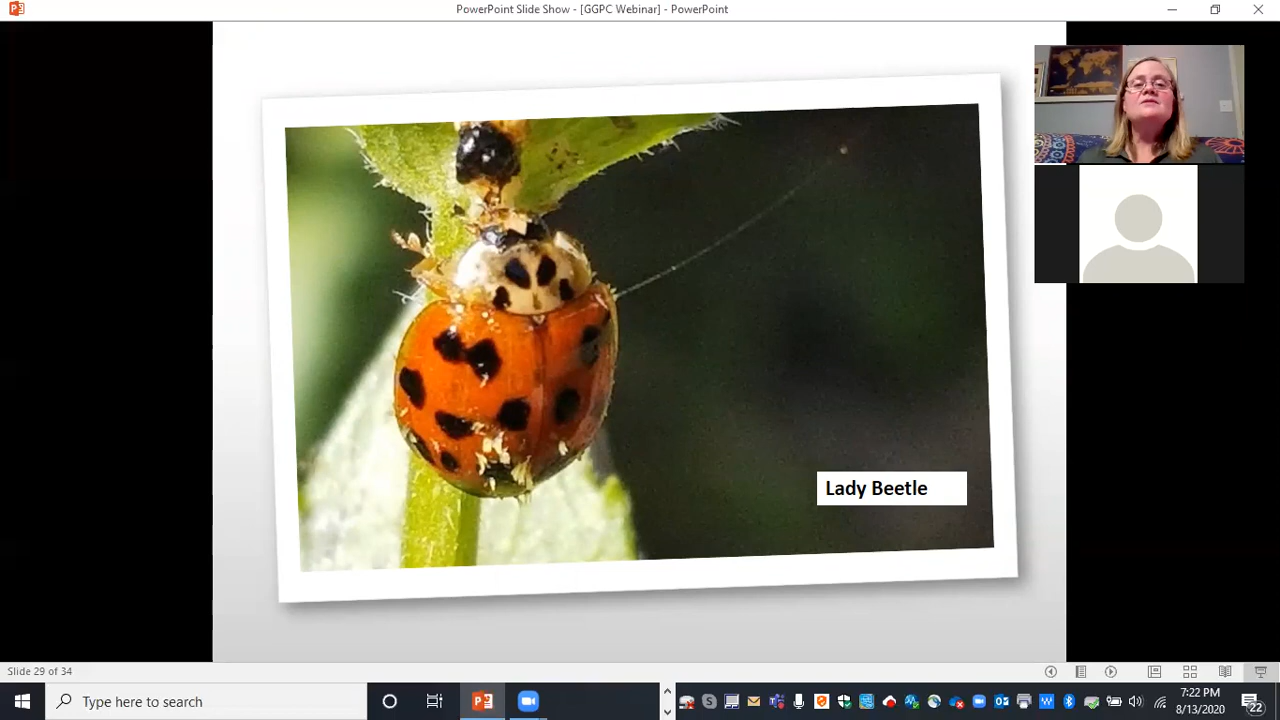 PowerPoint Slide Show - [GGPC Webinar] - PowerPoint
Lady Beetle
Slide 29 of 34
Type here to search
7:22 PM
8/13/2020
22